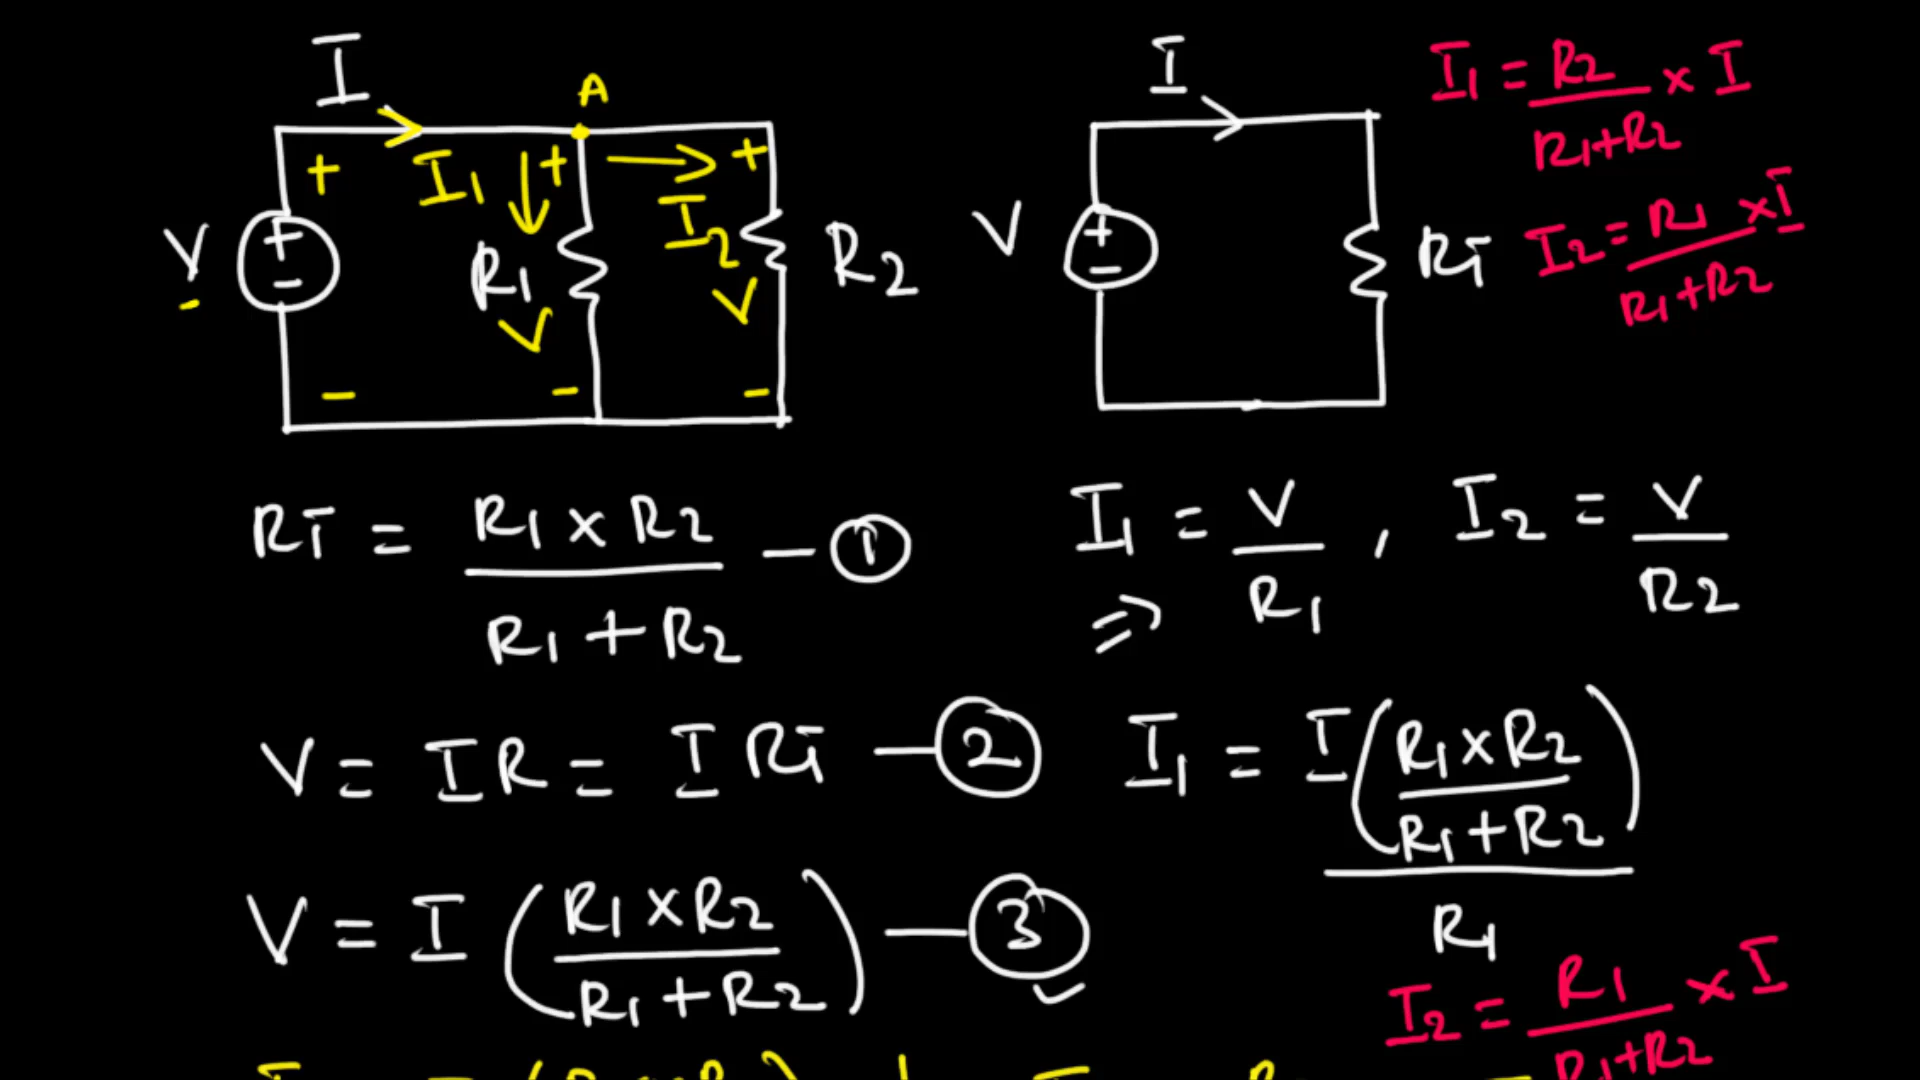 I
A
+
I1
+
+
I2
V
+
-
R1
R2
V
V
-
-
-
I
V
+
-
RT
I1 = R2/R1+R2 × I
I2 = R1/R1+R2 × I
RT = R1 × R2/R1 + R2 — 1
I1 = V/R1 , I2 = V/R2
⇒
V = IR = I RT — 2
I1 = I(R1×R2/R1+R2)/R1
V = I (R1×R2/R1+R2) — 3
I2 = R1/R1+R2 × I